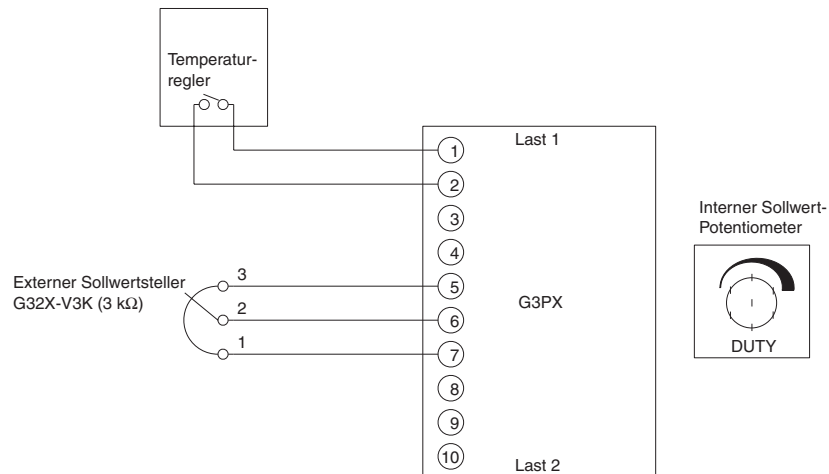 Temperatur-
regler
Last 1
1
2
3
4
5
6
7
8
9
10
G3PX
Last 2
Externer Sollwertsteller
G32X-V3K (3 kΩ)
3
2
1
Interner Sollwert-
Potentiometer
DUTY